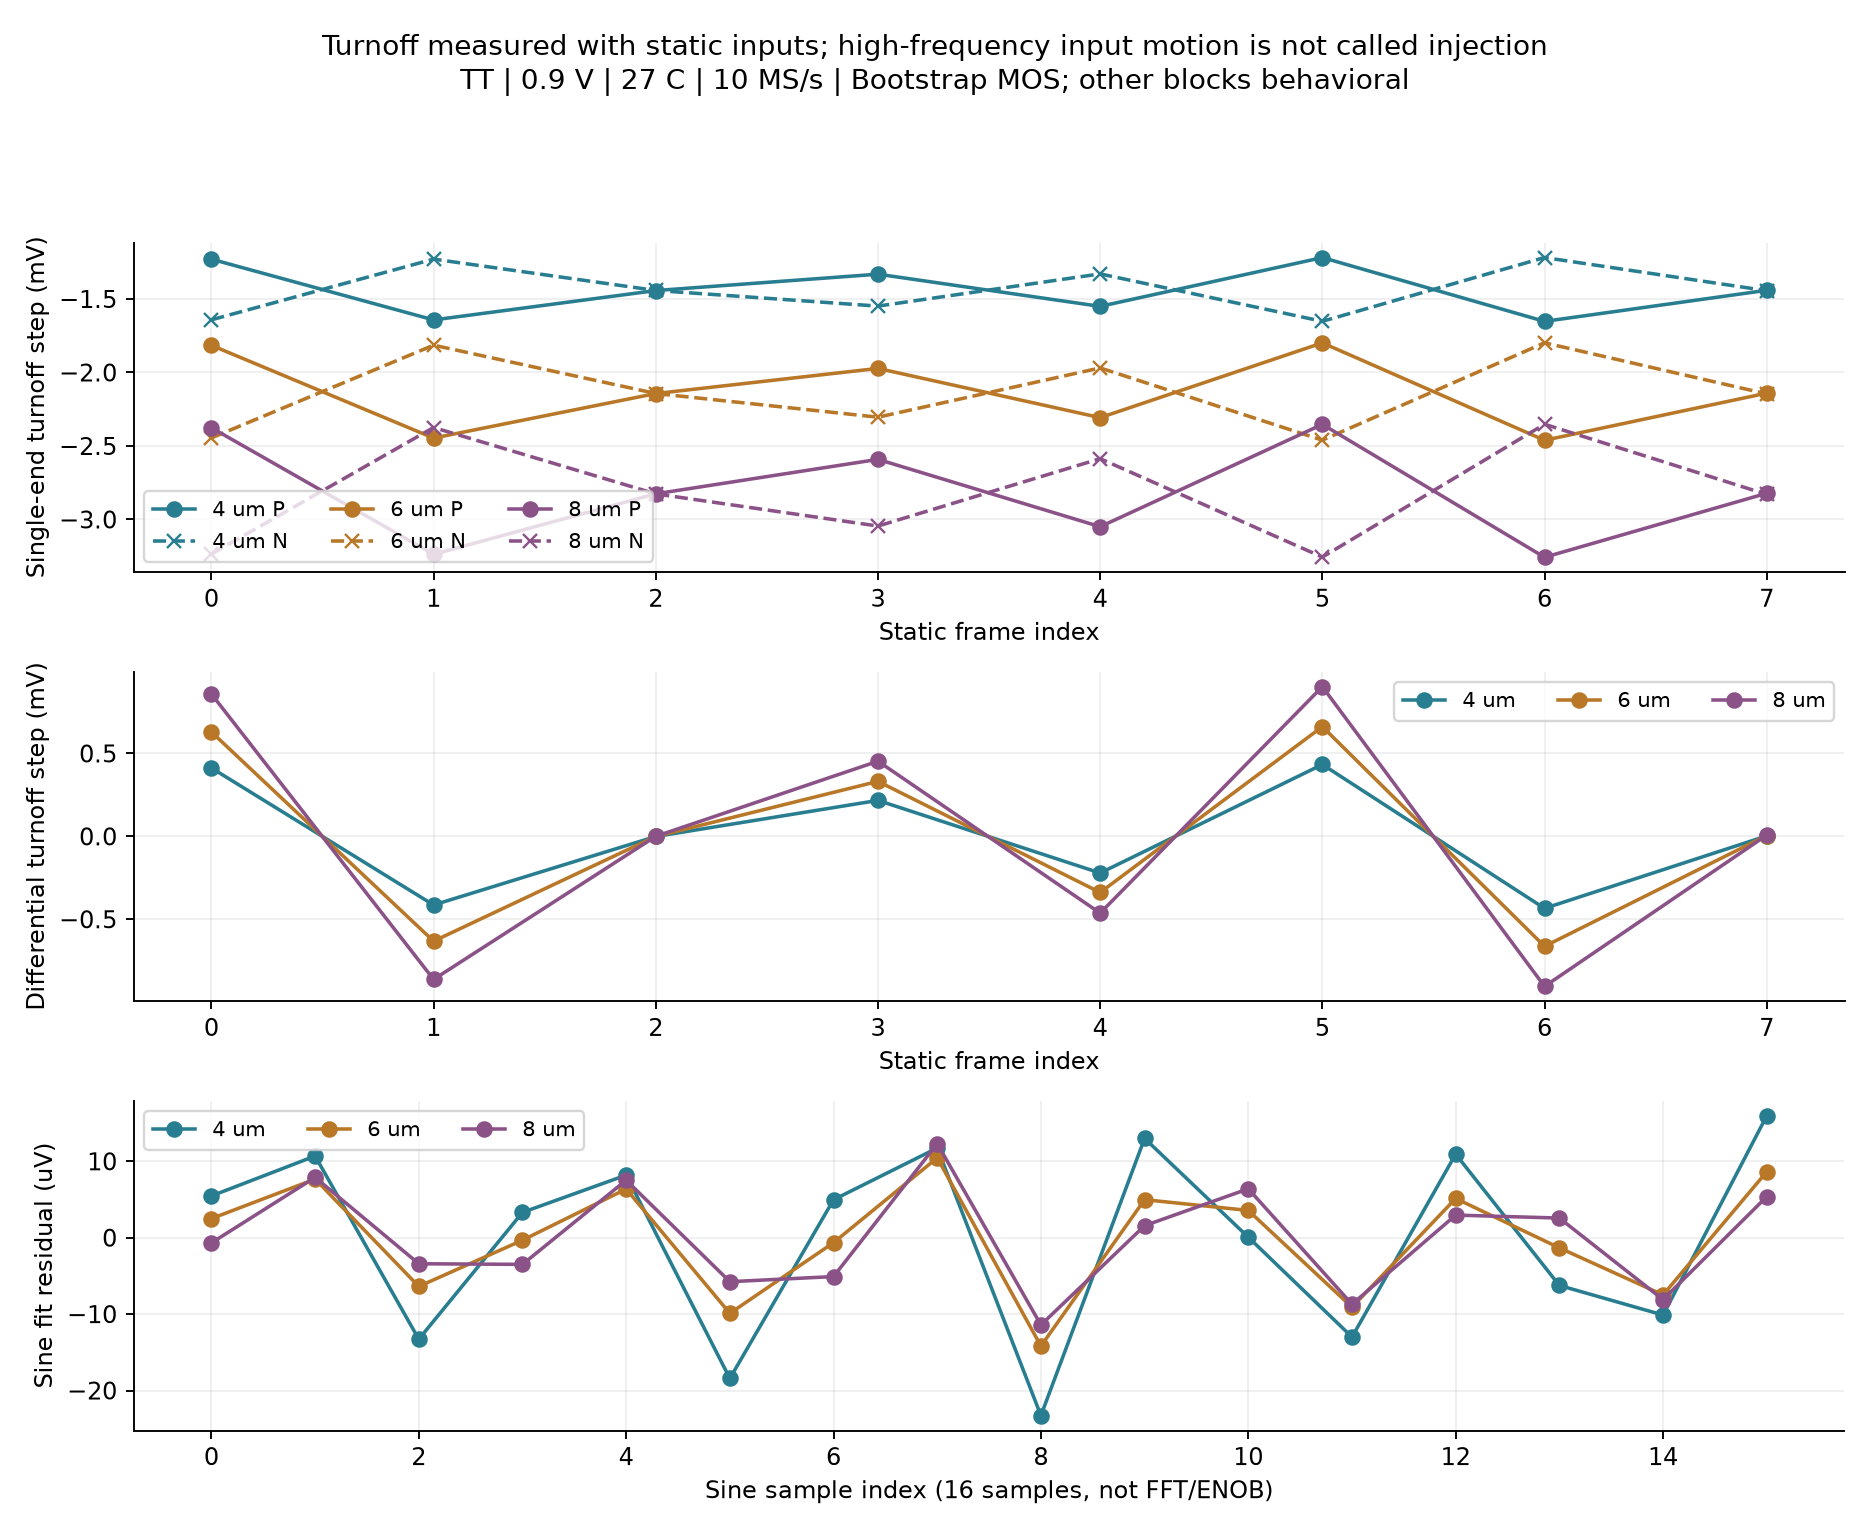 Turnoff measured with static inputs; high-frequency input motion is not called injection
TT | 0.9 V | 27 C | 10 MS/s | Bootstrap MOS; other blocks behavioral
Single-end turnoff step (mV)
−1.5
−2.0
−2.5
−3.0
4 um P 6 um P 8 um P
4 um N 6 um N 8 um N
0 1 2 3 4 5 6 7
Static frame index
Differential turnoff step (mV)
0.5
0.0
−0.5
4 um 6 um 8 um
0 1 2 3 4 5 6 7
Static frame index
Sine fit residual (uV)
10
0
−10
−20
4 um 6 um 8 um
0 2 4 6 8 10 12 14
Sine sample index (16 samples, not FFT/ENOB)